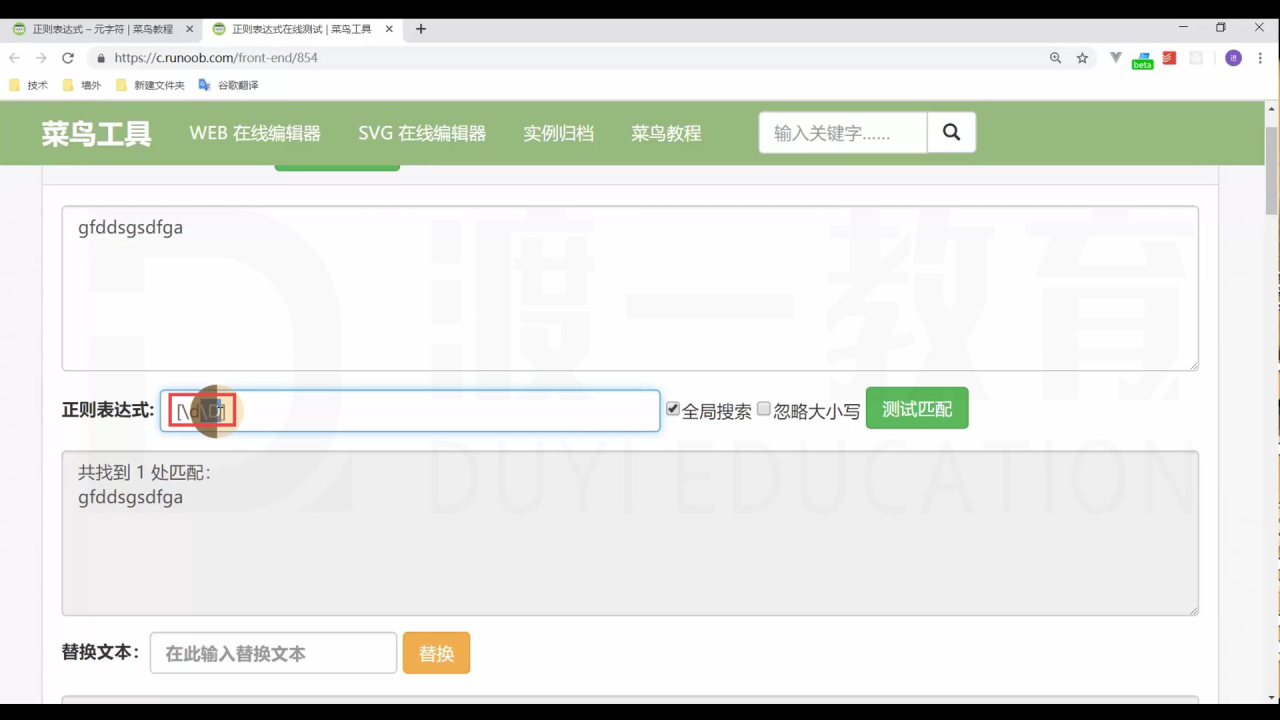 正则表达式 – 元字符 | 菜鸟教程
正则表达式在线测试 | 菜鸟工具
https://c.runoob.com/front-end/854
beta
进
技术
墙外
新建文件夹
谷歌翻译
菜鸟工具
WEB 在线编辑器
SVG 在线编辑器
实例归档
菜鸟教程
输入关键字......
gfddsgsdfga
渡一教育
正则表达式:
[\d\D]
全局搜索
忽略大小写
测试匹配
共找到 1 处匹配：
gfddsgsdfga
DUYI EDUCATION
替换文本：
在此输入替换文本
替换